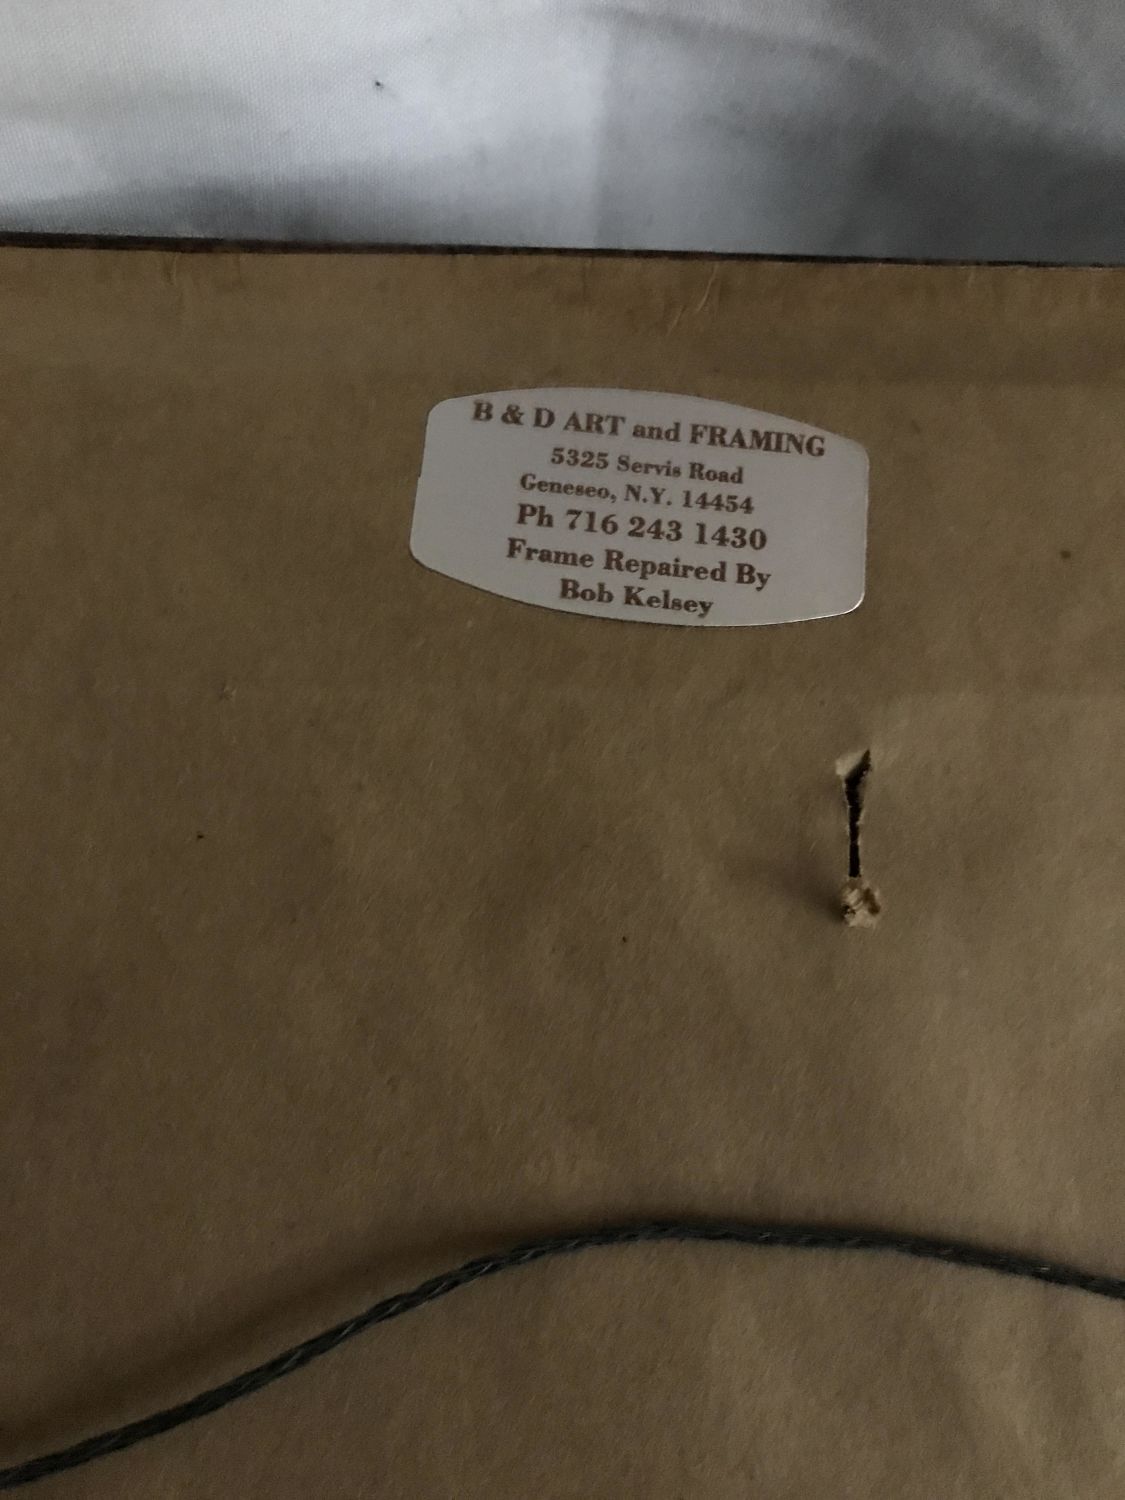 B & D ART and FRAMING
5325 Servis Road
Geneseo, N.Y. 14454
Ph 716 243 1430
Frame Repaired By
Bob Kelsey